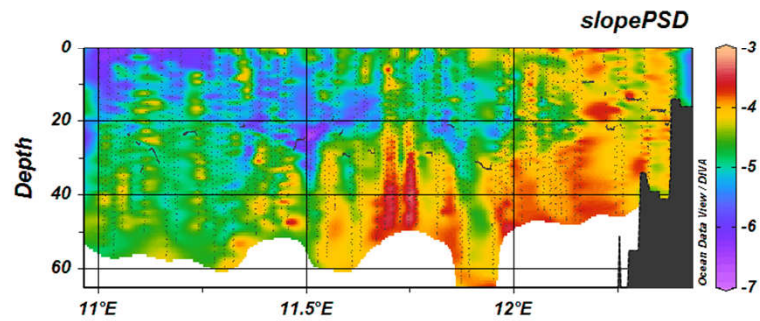 slopePSD
0
20
40
60
Depth
11°E
11.5°E
12°E
-3
-4
-5
-6
-7
Ocean Data View / DIVA